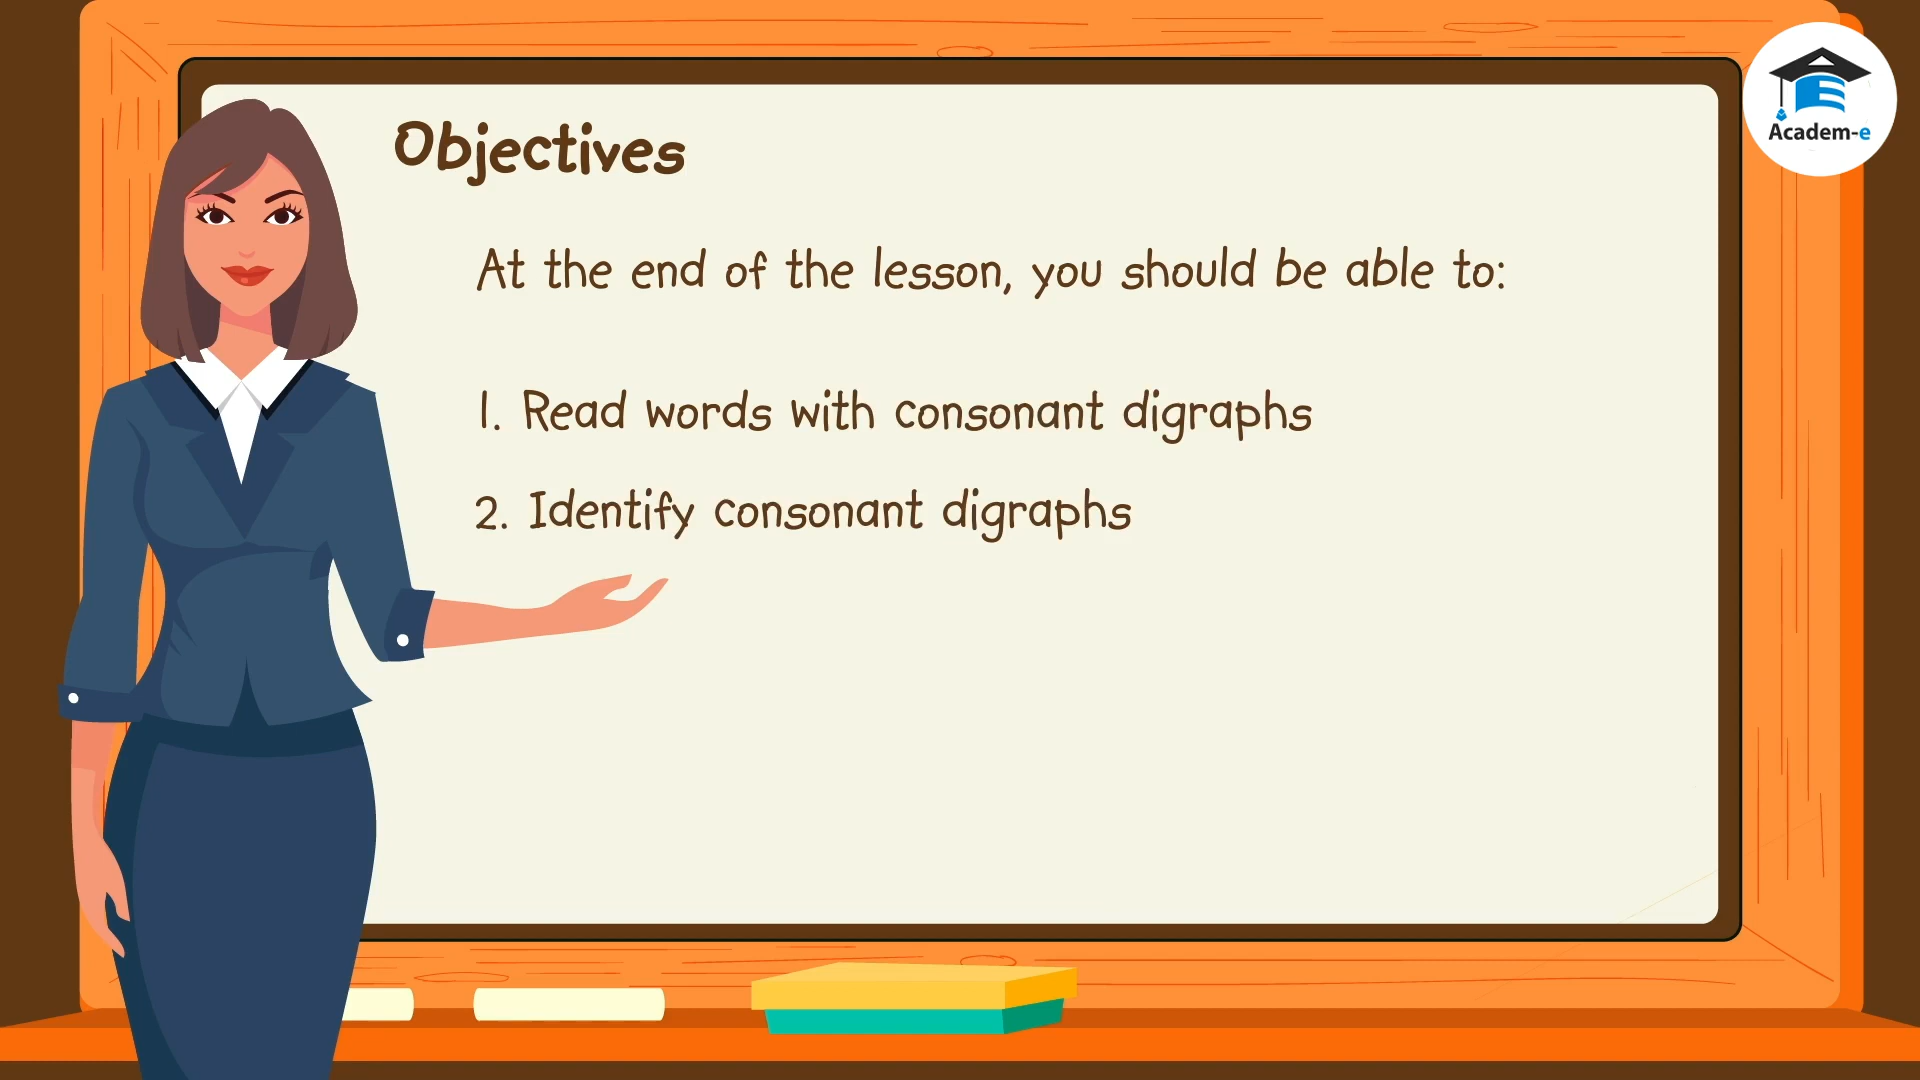 Objectives
At the end of the lesson, you should be able to:
1. Read words with consonant digraphs
2. Identify consonant digraphs
Academ-e